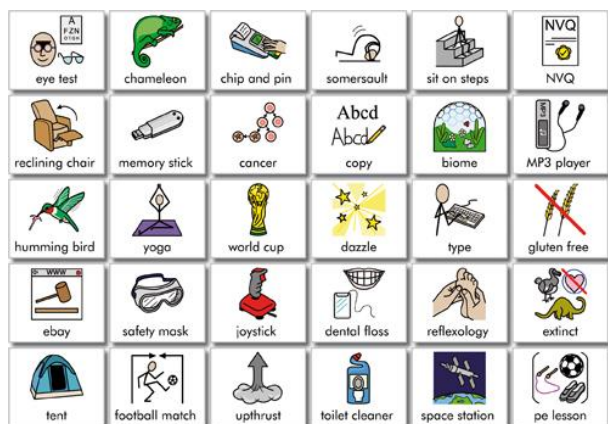 A
FZN
eye test
chameleon
chip and pin
somersault
sit on steps
NVQ
NVQ
reclining chair
memory stick
cancer
Abcd
Abcd
copy
biome
MP3
MP3 player
humming bird
yoga
world cup
dazzle
type
gluten free
WWW
ebay
safety mask
joystick
dental floss
reflexology
extinct
tent
football match
upthrust
toilet cleaner
space station
pe lesson